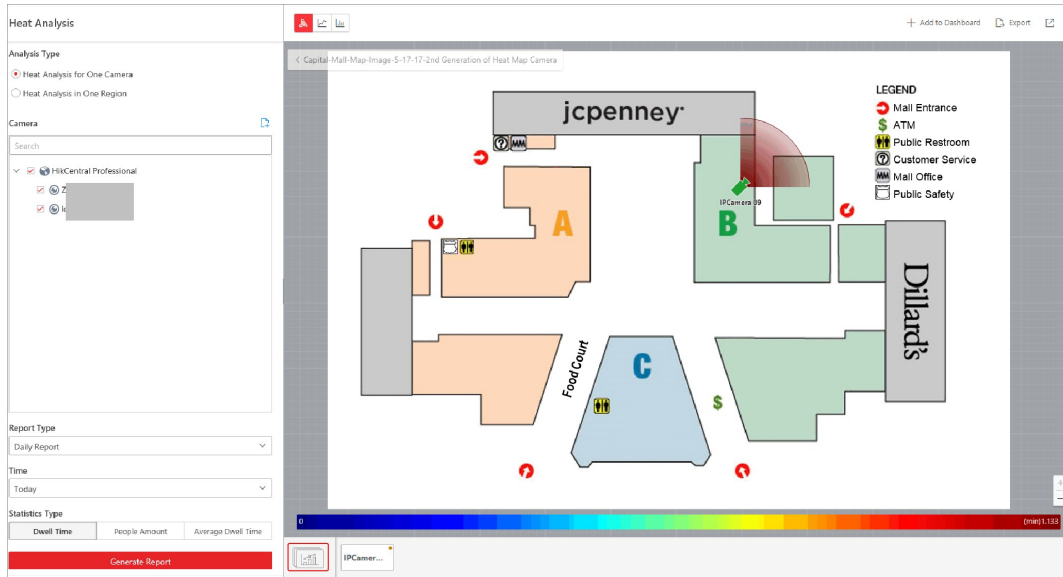 Heat Analysis
Add to Dashboard
Export
Analysis Type
Heat Analysis for One Camera
Heat Analysis in One Region
Camera
Search
HikCentral Professional
Report Type
Daily Report
Time
Today
Statistics Type
Dwell Time
People Amount
Average Dwell Time
Generate Report
< Capital-Mall-Map-Image-5-17-17-2nd Generation of Heat Map Camera
jcpenney
LEGEND
Mall Entrance
$ ATM
Public Restroom
? Customer Service
MM Mall Office
Public Safety
? MM
IPCamera 09
A
B
Dillard's
Food Court
C
$
0
(min)1.133
IPCamer...